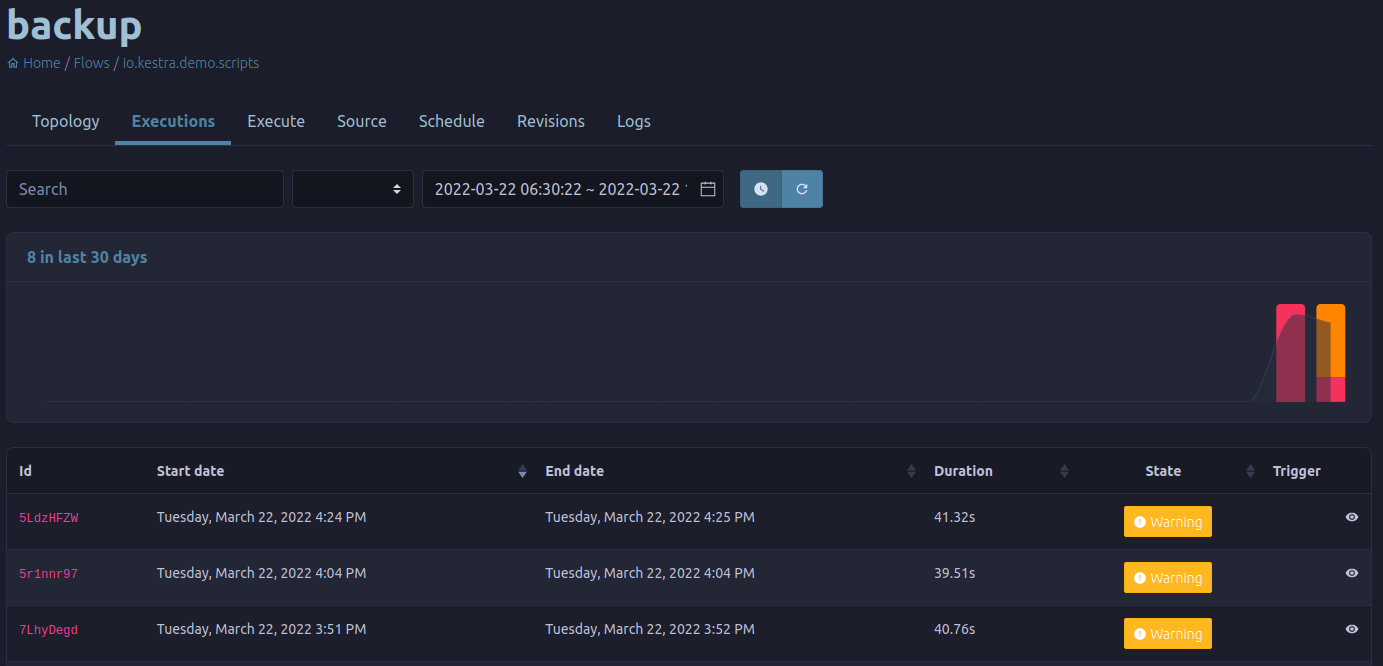 backup
Home / Flows / io.kestra.demo.scripts
Topology Executions Execute Source Schedule Revisions Logs
Search 2022-03-22 06:30:22 ~ 2022-03-22
8 in last 30 days
Id Start date End date Duration State Trigger
5LdzHFZW Tuesday, March 22, 2022 4:24 PM Tuesday, March 22, 2022 4:25 PM 41.32s Warning
5r1nnr97 Tuesday, March 22, 2022 4:04 PM Tuesday, March 22, 2022 4:04 PM 39.51s Warning
7LhyDegd Tuesday, March 22, 2022 3:51 PM Tuesday, March 22, 2022 3:52 PM 40.76s Warning